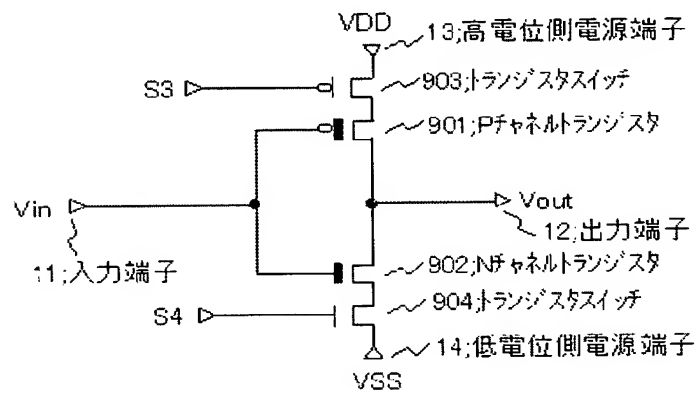 VDD
13;高電位側電源端子
S3
903;トランジスタスイッチ
901;Pチャネルトランジスタ
Vin
Vout
12;出力端子
11;入力端子
902;Nチャネルトランジスタ
904;トランジスタスイッチ
S4
14;低電位側電源端子
VSS